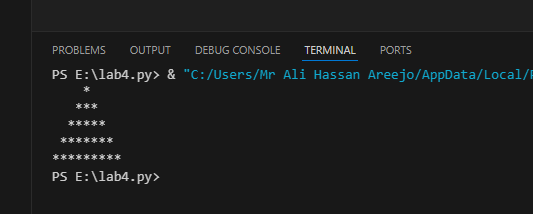 PROBLEMS OUTPUT DEBUG CONSOLE TERMINAL PORTS
PS E:\lab4.py> & "C:/Users/Mr Ali Hassan Areejo/AppData/Local/
    *
   ***
  *****
 *******
*********
PS E:\lab4.py>